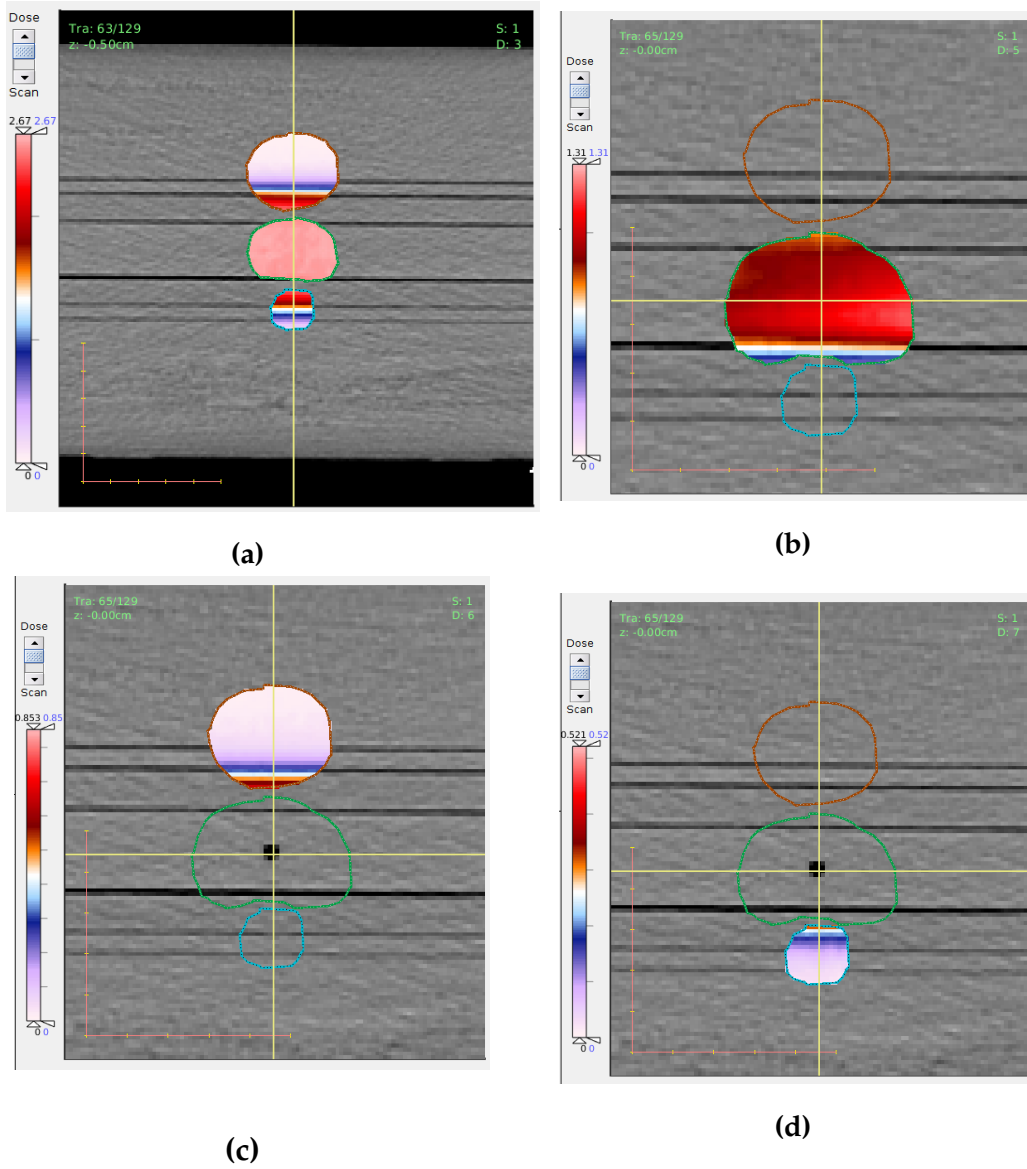 Dose
Scan
2.67 2.67
0 0
Tra: 63/129
z: -0.50cm
S: 1
D: 3
(a)
Dose
Scan
1.31 1.31
0 0
Tra: 65/129
z: -0.00cm
S: 1
D: 5
(b)
Dose
Scan
0.853 0.85
0 0
Tra: 65/129
z: -0.00cm
S: 1
D: 6
(c)
Dose
Scan
0.521 0.52
0 0
Tra: 65/129
z: -0.00cm
S: 1
D: 7
(d)